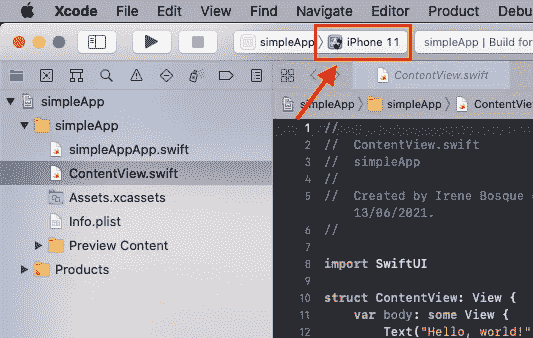 Xcode File Edit View Find Navigate Editor Product Debu
simpleApp iPhone 11 simpleApp | Build for
ContentView.swift
simpleApp simpleApp ContentV
simpleApp
simpleApp
simpleAppApp.swift
ContentView.swift
Assets.xcassets
Info.plist
Preview Content
Products
1 //
2 // ContentView.swift
3 // simpleApp
4 //
5 // Created by Irene Bosque
13/06/2021.
6 //
7
8 import SwiftUI
9
10 struct ContentView: View {
11 var body: some View {
12 Text("Hello, world!"